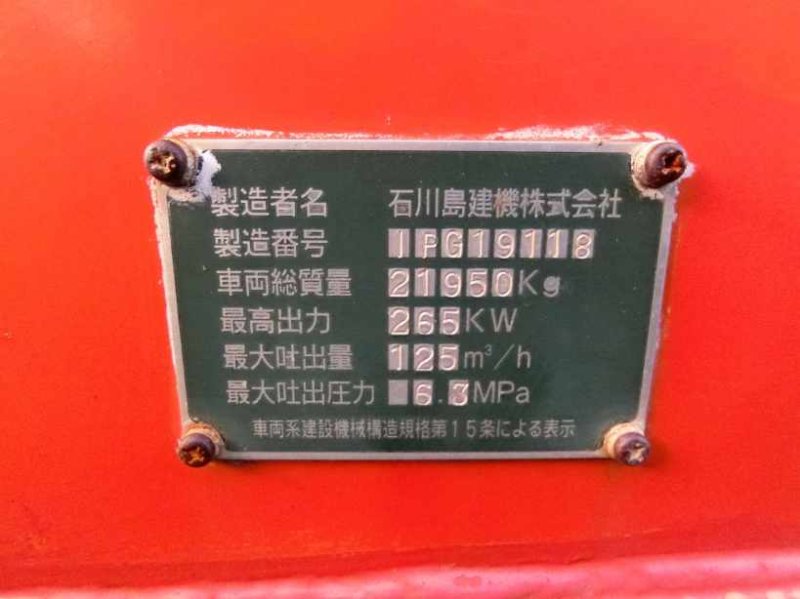 製造者名 石川島建機株式会社
製造番号 IPG19118
車両総質量 21950Kg
最高出力 265KW
最大吐出量 125m³/h
最大吐出圧力 6.3MPa
車両系建設機械構造規格第15条による表示